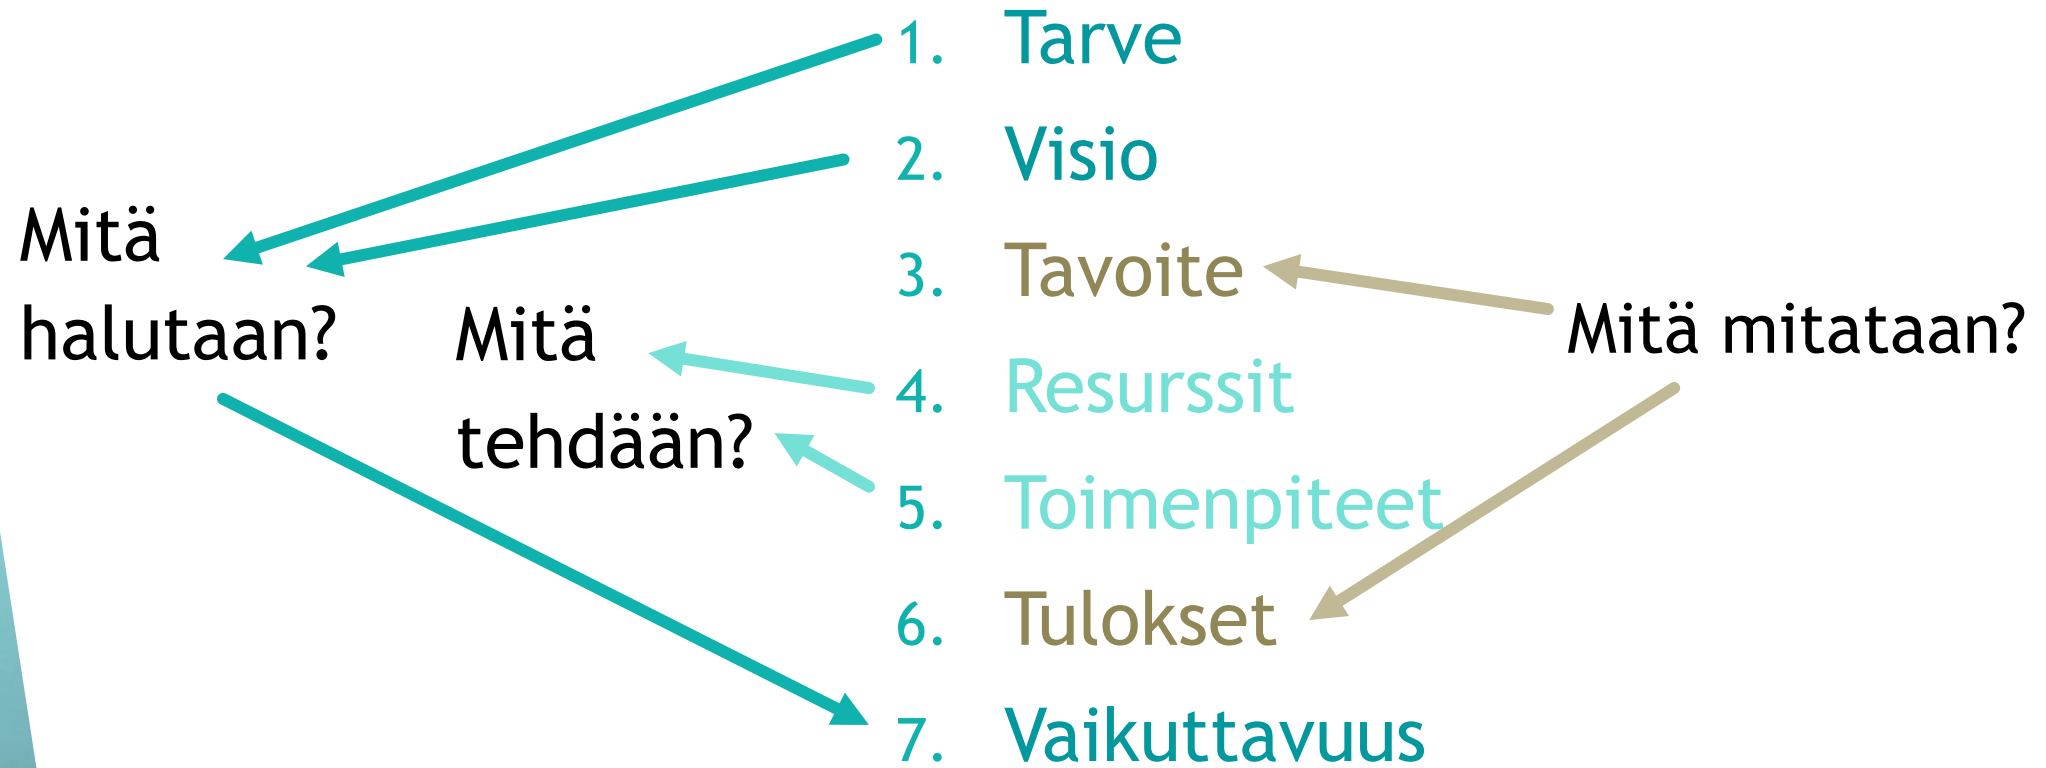 Mitä
halutaan?
Mitä
tehdään?
1. Tarve
2. Visio
3. Tavoite
4. Resurssit
5. Toimenpiteet
6. Tulokset
7. Vaikuttavuus
Mitä mitataan?